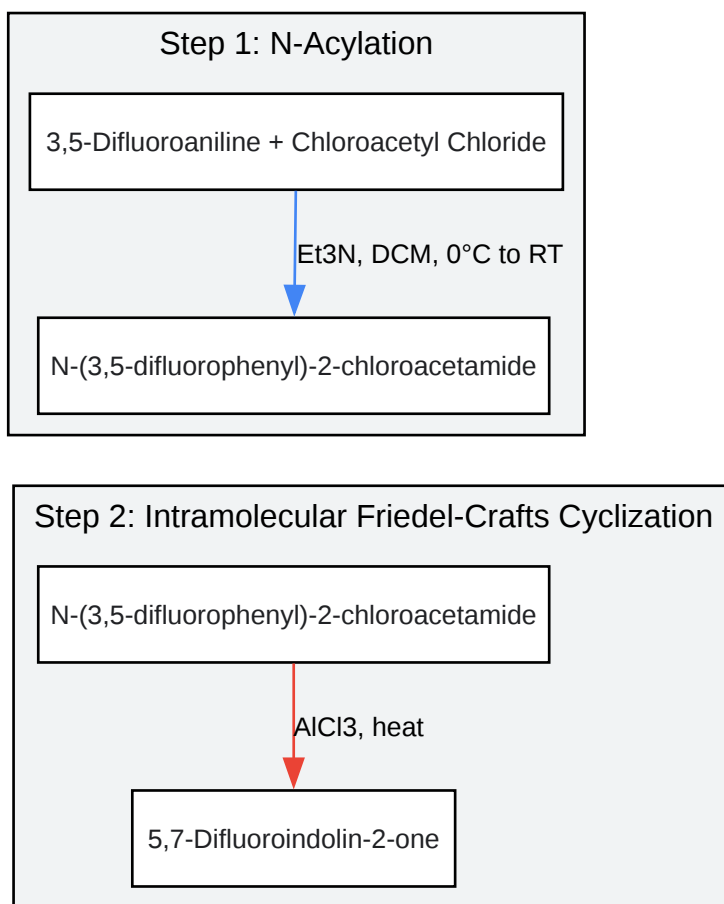 Step 1: N-Acylation
3,5-Difluoroaniline + Chloroacetyl Chloride
Et3N, DCM, 0°C to RT
N-(3,5-difluorophenyl)-2-chloroacetamide
Step 2: Intramolecular Friedel-Crafts Cyclization
N-(3,5-difluorophenyl)-2-chloroacetamide
AlCl3, heat
5,7-Difluoroindolin-2-one